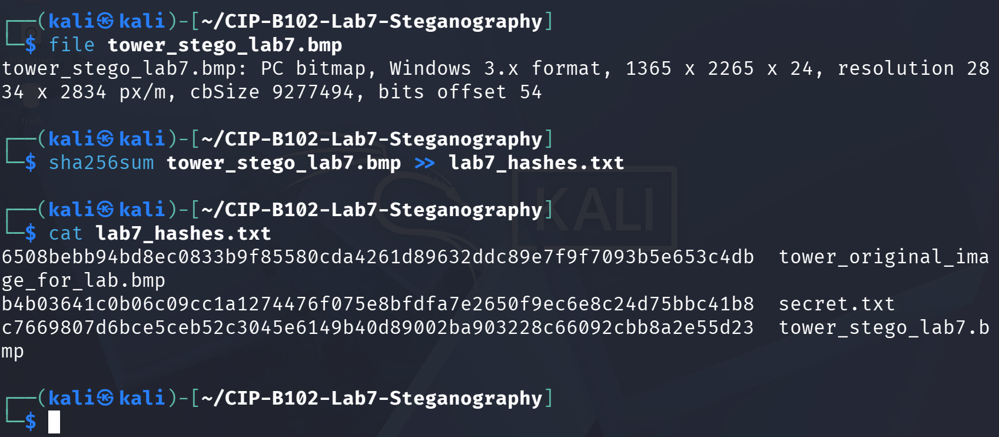 Home
┌──(kali㉿kali)-[~/CIP-B102-Lab7-Steganography]
└─$ file tower_stego_lab7.bmp
tower_stego_lab7.bmp: PC bitmap, Windows 3.x format, 1365 x 2265 x 24, resolution 28
34 x 2834 px/m, cbSize 9277494, bits offset 54
Trash
┌──(kali㉿kali)-[~/CIP-B102-Lab7-Steganography]
└─$ sha256sum tower_stego_lab7.bmp >> lab7_hashes.txt
KALI
┌──(kali㉿kali)-[~/CIP-B102-Lab7-Steganography]
└─$ cat lab7_hashes.txt
6508bebb94bd8ec0833b9f85580cda4261d89632ddc89e7f9f7093b5e653c4db  tower_original_ima
ge_for_lab.bmp
b4b03641c0b06c09cc1a1274476f075e8bfdfa7e2650f9ec6e8c24d75bbc41b8  secret.txt
c7669807d6bce5ceb52c3045e6149b40d89002ba903228c66092cbb8a2e55d23  tower_stego_lab7.b
mp
┌──(kali㉿kali)-[~/CIP-B102-Lab7-Steganography]
└─$